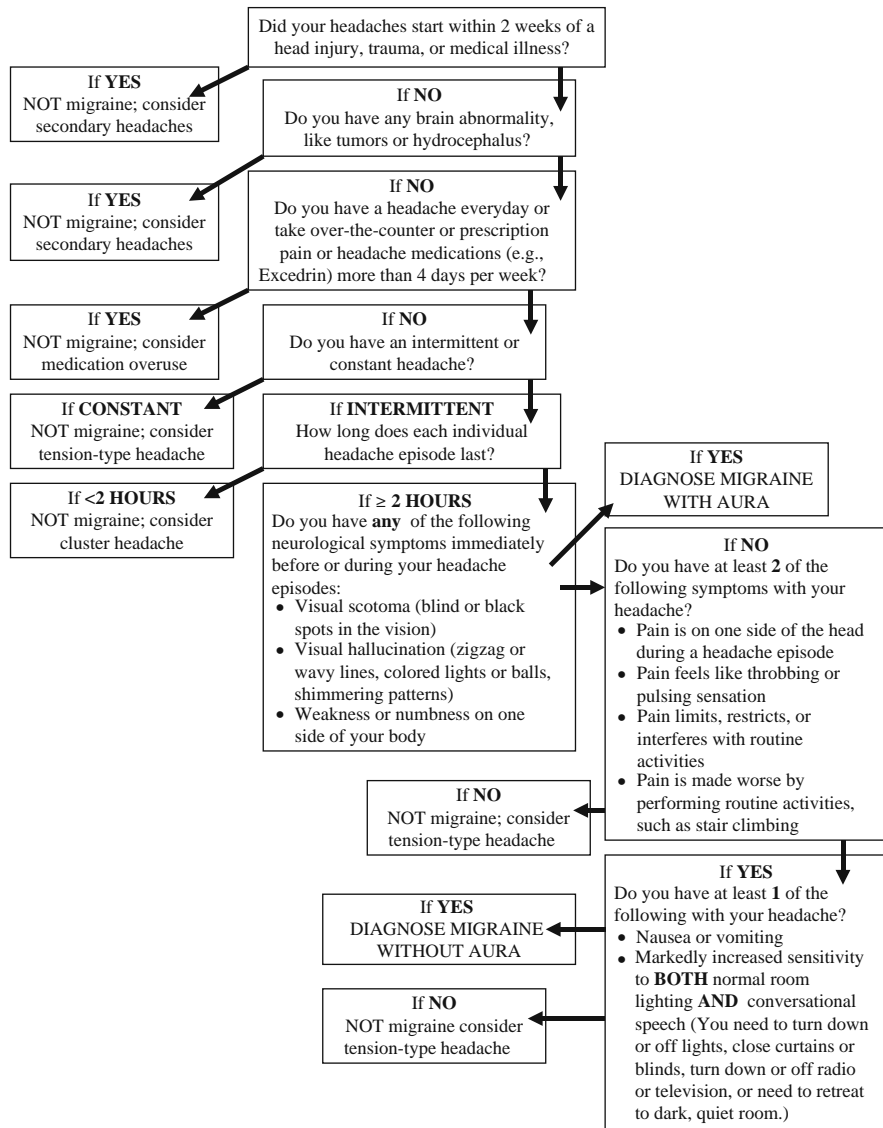 Did your headaches start within 2 weeks of a
head injury, trauma, or medical illness?
If YES
NOT migraine; consider
secondary headaches
If NO
Do you have any brain abnormality,
like tumors or hydrocephalus?
If YES
NOT migraine; consider
secondary headaches
If NO
Do you have a headache everyday or
take over-the-counter or prescription
pain or headache medications (e.g.,
Excedrin) more than 4 days per week?
If YES
NOT migraine; consider
medication overuse
If NO
Do you have an intermittent or
constant headache?
If CONSTANT
NOT migraine; consider
tension-type headache
If INTERMITTENT
How long does each individual
headache episode last?
If <2 HOURS
NOT migraine; consider
cluster headache
If ≥ 2 HOURS
Do you have any of the following
neurological symptoms immediately
before or during your headache
episodes:
• Visual scotoma (blind or black
spots in the vision)
• Visual hallucination (zigzag or
wavy lines, colored lights or balls,
shimmering patterns)
• Weakness or numbness on one
side of your body
If YES
DIAGNOSE MIGRAINE
WITH AURA
If NO
Do you have at least 2 of the
following symptoms with your
headache?
• Pain is on one side of the head
during a headache episode
• Pain feels like throbbing or
pulsing sensation
• Pain limits, restricts, or
interferes with routine
activities
• Pain is made worse by
performing routine activities,
such as stair climbing
If NO
NOT migraine; consider
tension-type headache
If YES
Do you have at least 1 of the
following with your headache?
• Nausea or vomiting
• Markedly increased sensitivity
to BOTH normal room
lighting AND conversational
speech (You need to turn down
or off lights, close curtains or
blinds, turn down or off radio
or television, or need to retreat
to dark, quiet room.)
If YES
DIAGNOSE MIGRAINE
WITHOUT AURA
If NO
NOT migraine consider
tension-type headache